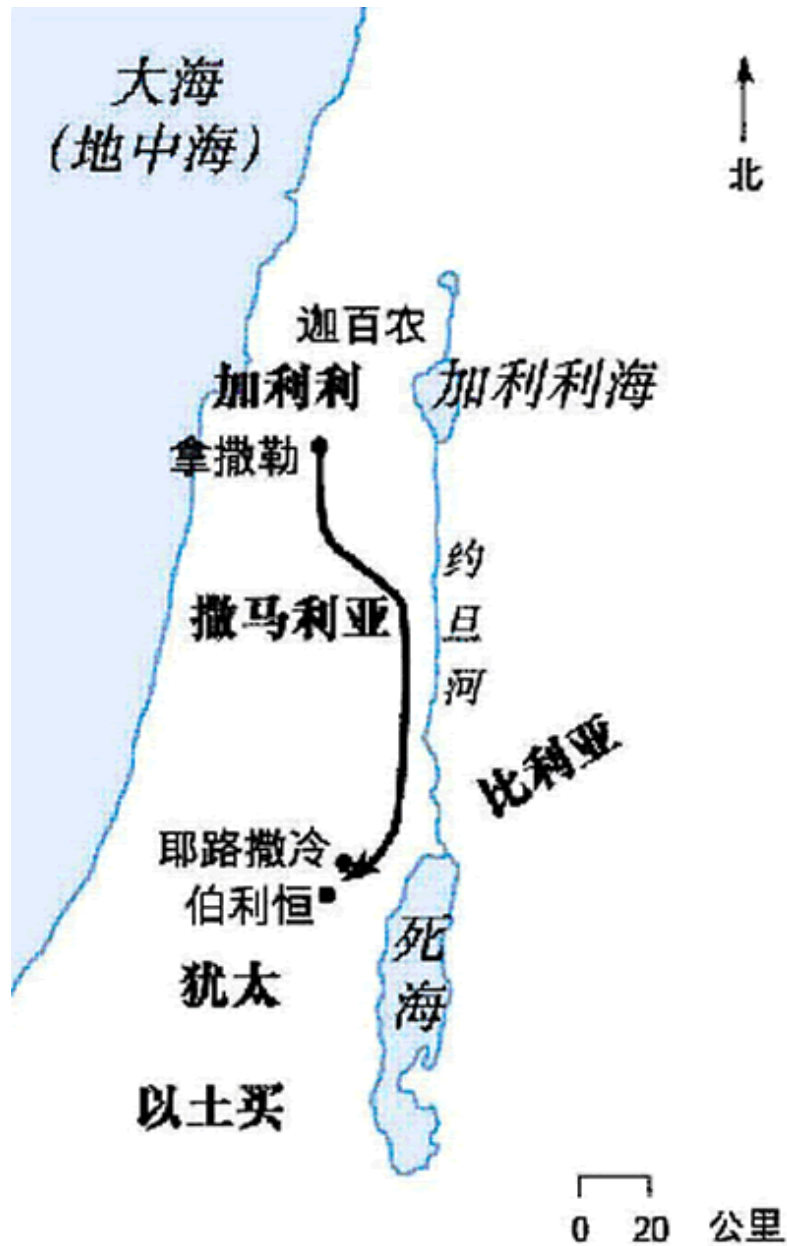 大海
(地中海)
北
迦百农
加利利
加利利海
拿撒勒
约旦河
撒马利亚
比利亚
耶路撒冷
伯利恒
死海
犹太
以土买
0 20 公里